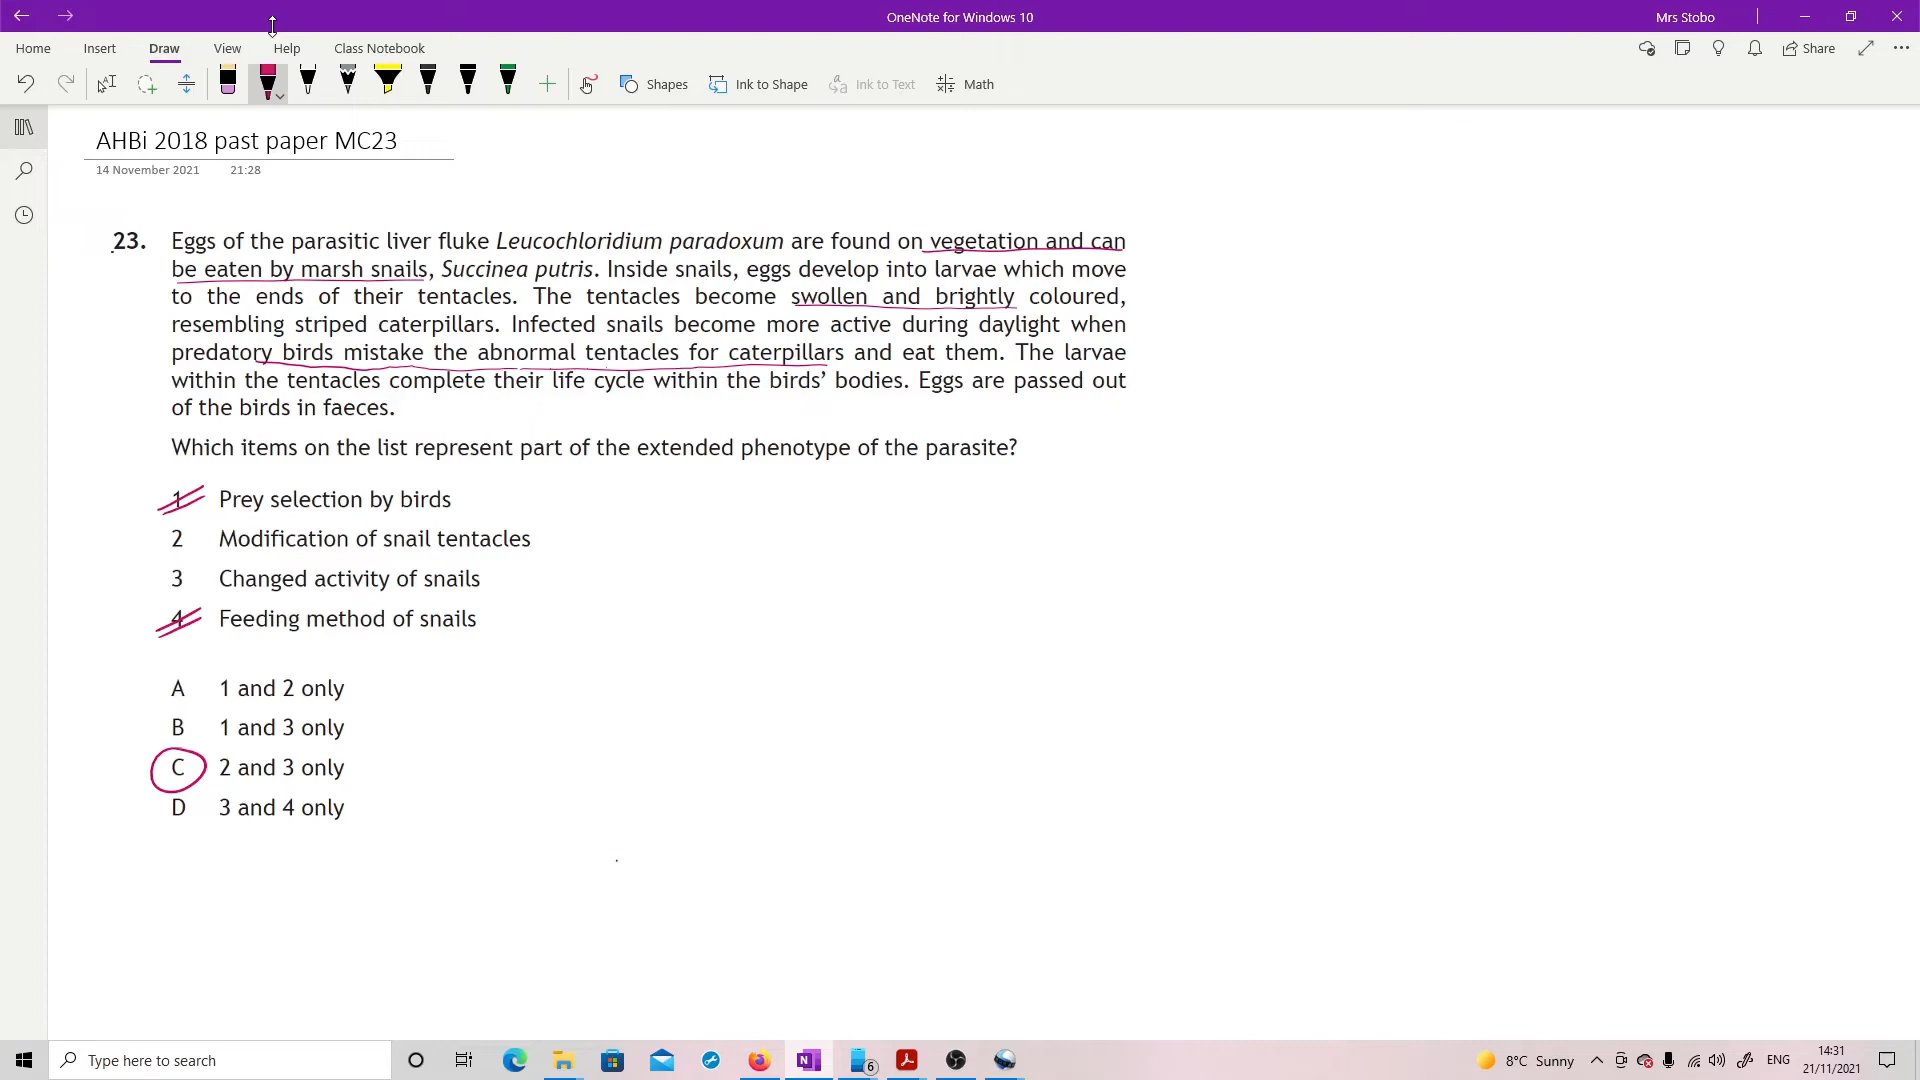 OneNote for Windows 10
Mrs Stobo
Home Insert Draw View Help Class Notebook
Share
Shapes Ink to Shape Ink to Text Math
AHBi 2018 past paper MC23
14 November 2021 21:28
23. Eggs of the parasitic liver fluke Leucochloridium paradoxum are found on vegetation and can
be eaten by marsh snails, Succinea putris. Inside snails, eggs develop into larvae which move
to the ends of their tentacles. The tentacles become swollen and brightly coloured,
resembling striped caterpillars. Infected snails become more active during daylight when
predatory birds mistake the abnormal tentacles for caterpillars and eat them. The larvae
within the tentacles complete their life cycle within the birds’ bodies. Eggs are passed out
of the birds in faeces.
Which items on the list represent part of the extended phenotype of the parasite?
1 Prey selection by birds
2 Modification of snail tentacles
3 Changed activity of snails
4 Feeding method of snails
A 1 and 2 only
B 1 and 3 only
C 2 and 3 only
D 3 and 4 only
Type here to search
6
8°C Sunny
ENG
14:31
21/11/2021